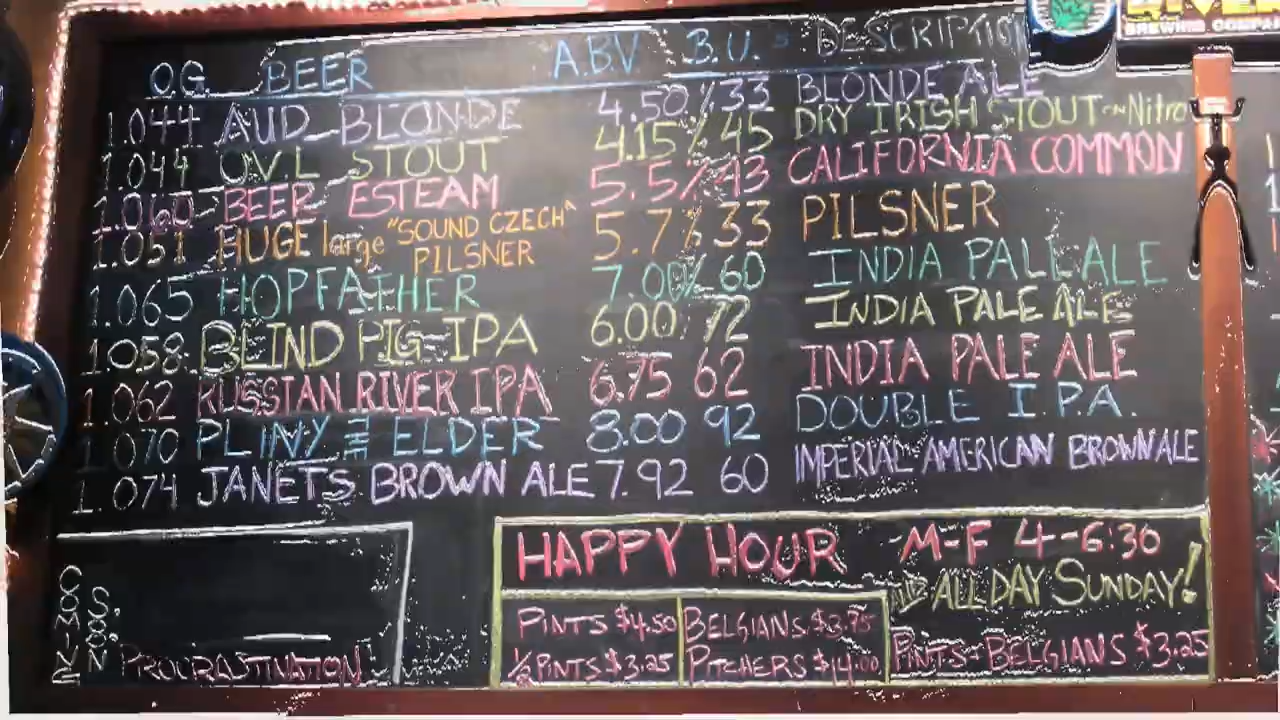 RIVER
BREWING COMPANY
O.G. BEER A.B.V B.U.'s DESCRIPTION
1.044 AUD BLONDE 4.50% 33 BLONDE ALE
1.044 O.V.L STOUT 4.15% 45 DRY IRISH STOUT on Nitro
1.060 BEER ESTEAM 5.5% 43 CALIFORNIA COMMON
1.051 HUGE large "SOUND CZECH" PILSNER 5.7% 33 PILSNER
1.065 HOPFATHER 7.00% 60 INDIA PALE ALE
1.058 BLIND PIG IPA 6.00 72 INDIA PALE ALE
1.062 RUSSIAN RIVER IPA 6.75 62 INDIA PALE ALE
1.070 PLINY THE ELDER 8.00 92 DOUBLE I.P.A.
1.074 JANETS BROWN ALE 7.92 60 IMPERIAL AMERICAN BROWN ALE
COMING SOON
PROCRASTINATION
HAPPY HOUR M-F 4-6:30
AND ALL DAY SUNDAY!
PINTS $4.50 BELGIANS $3.75
½ PINTS $3.25 PITCHERS $14.00 PINTS-BELGIANS $3.25